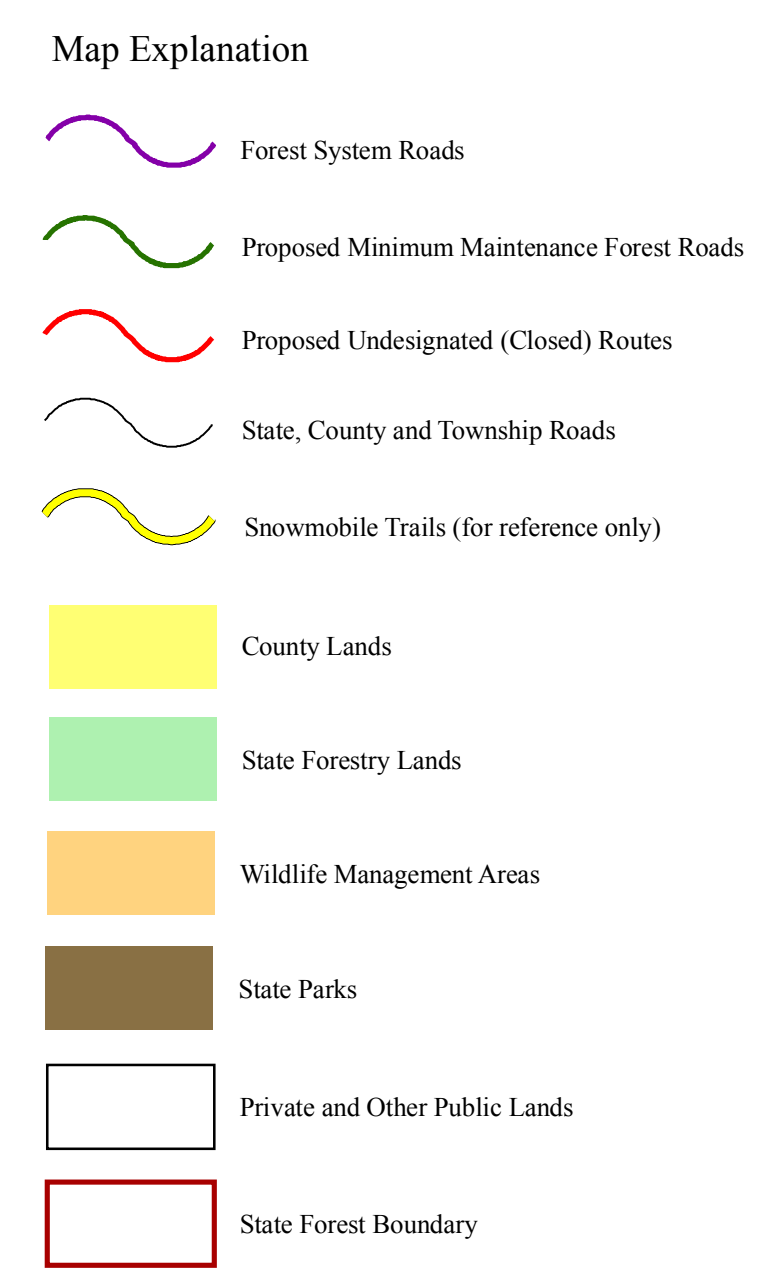 Map Explanation
Forest System Roads
Proposed Minimum Maintenance Forest Roads
Proposed Undesignated (Closed) Routes
State, County and Township Roads
Snowmobile Trails (for reference only)
County Lands
State Forestry Lands
Wildlife Management Areas
State Parks
Private and Other Public Lands
State Forest Boundary